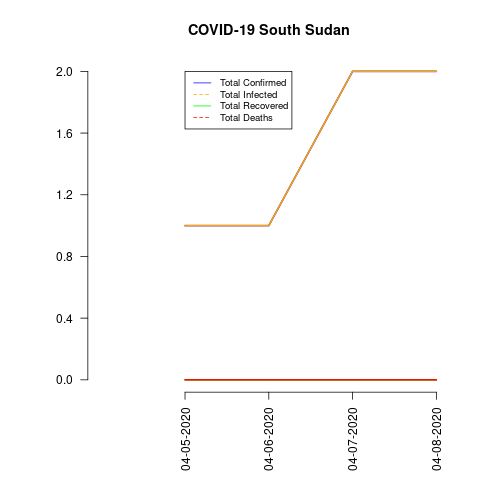 COVID-19 South Sudan
Total Confirmed
Total Infected
Total Recovered
Total Deaths
2.0
1.6
1.2
0.8
0.4
0.0
04-05-2020
04-06-2020
04-07-2020
04-08-2020